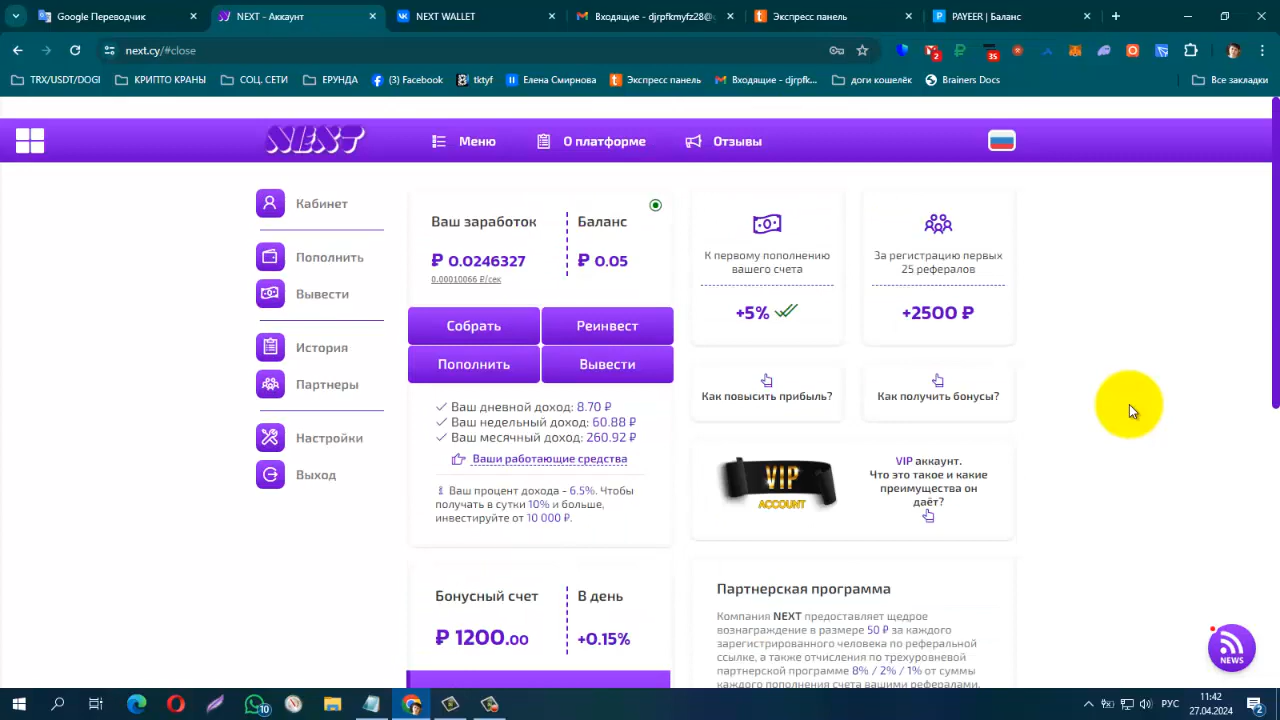 Google Переводчик
NEXT - Аккаунт
NEXT WALLET
Входящие - djrpfkmyfz28@
Экспресс панель
PAYEER | Баланс
next.cy/#close
2
35
TRX/USDT/DOGI
КРИПТО КРАНЫ
СОЦ. СЕТИ
ЕРУНДА
(3) Facebook
tktyf
Елена Смирнова
Экспресс панель
Входящие - djrpfk...
доги кошелёк
Brainers Docs
Все закладки
NEXT
Меню
О платформе
Отзывы
Кабинет
Пополнить
Вывести
История
Партнеры
Настройки
Выход
Ваш заработок
₽ 0.0246327
0.00010066 ₽/сек
Баланс
₽ 0.05
Собрать
Реинвест
Пополнить
Вывести
Ваш дневной доход: 8.70 ₽
Ваш недельный доход: 60.88 ₽
Ваш месячный доход: 260.92 ₽
Ваши работающие средства
Ваш процент дохода - 6.5%. Чтобы
получать в сутки 10% и больше,
инвестируйте от 10 000 ₽.
Бонусный счет
₽ 1200.00
В день
+0.15%
К первому пополнению
вашего счета
+5%
За регистрацию первых
25 рефералов
+2500 ₽
Как повысить прибыль?
Как получить бонусы?
VIP
ACCOUNT
VIP аккаунт.
Что это такое и какие
преимущества он
даёт?
Партнерская программа
Компания NEXT предоставляет щедрое
вознаграждение в размере 50 ₽ за каждого
зарегистрированного человека по реферальной
ссылке, а также отчисления по трехуровневой
партнерской программе 8% / 2% / 1% от суммы
каждого пополнения счета вашими рефералами.
NEWS
10
РУС
11:42
27.04.2024
2